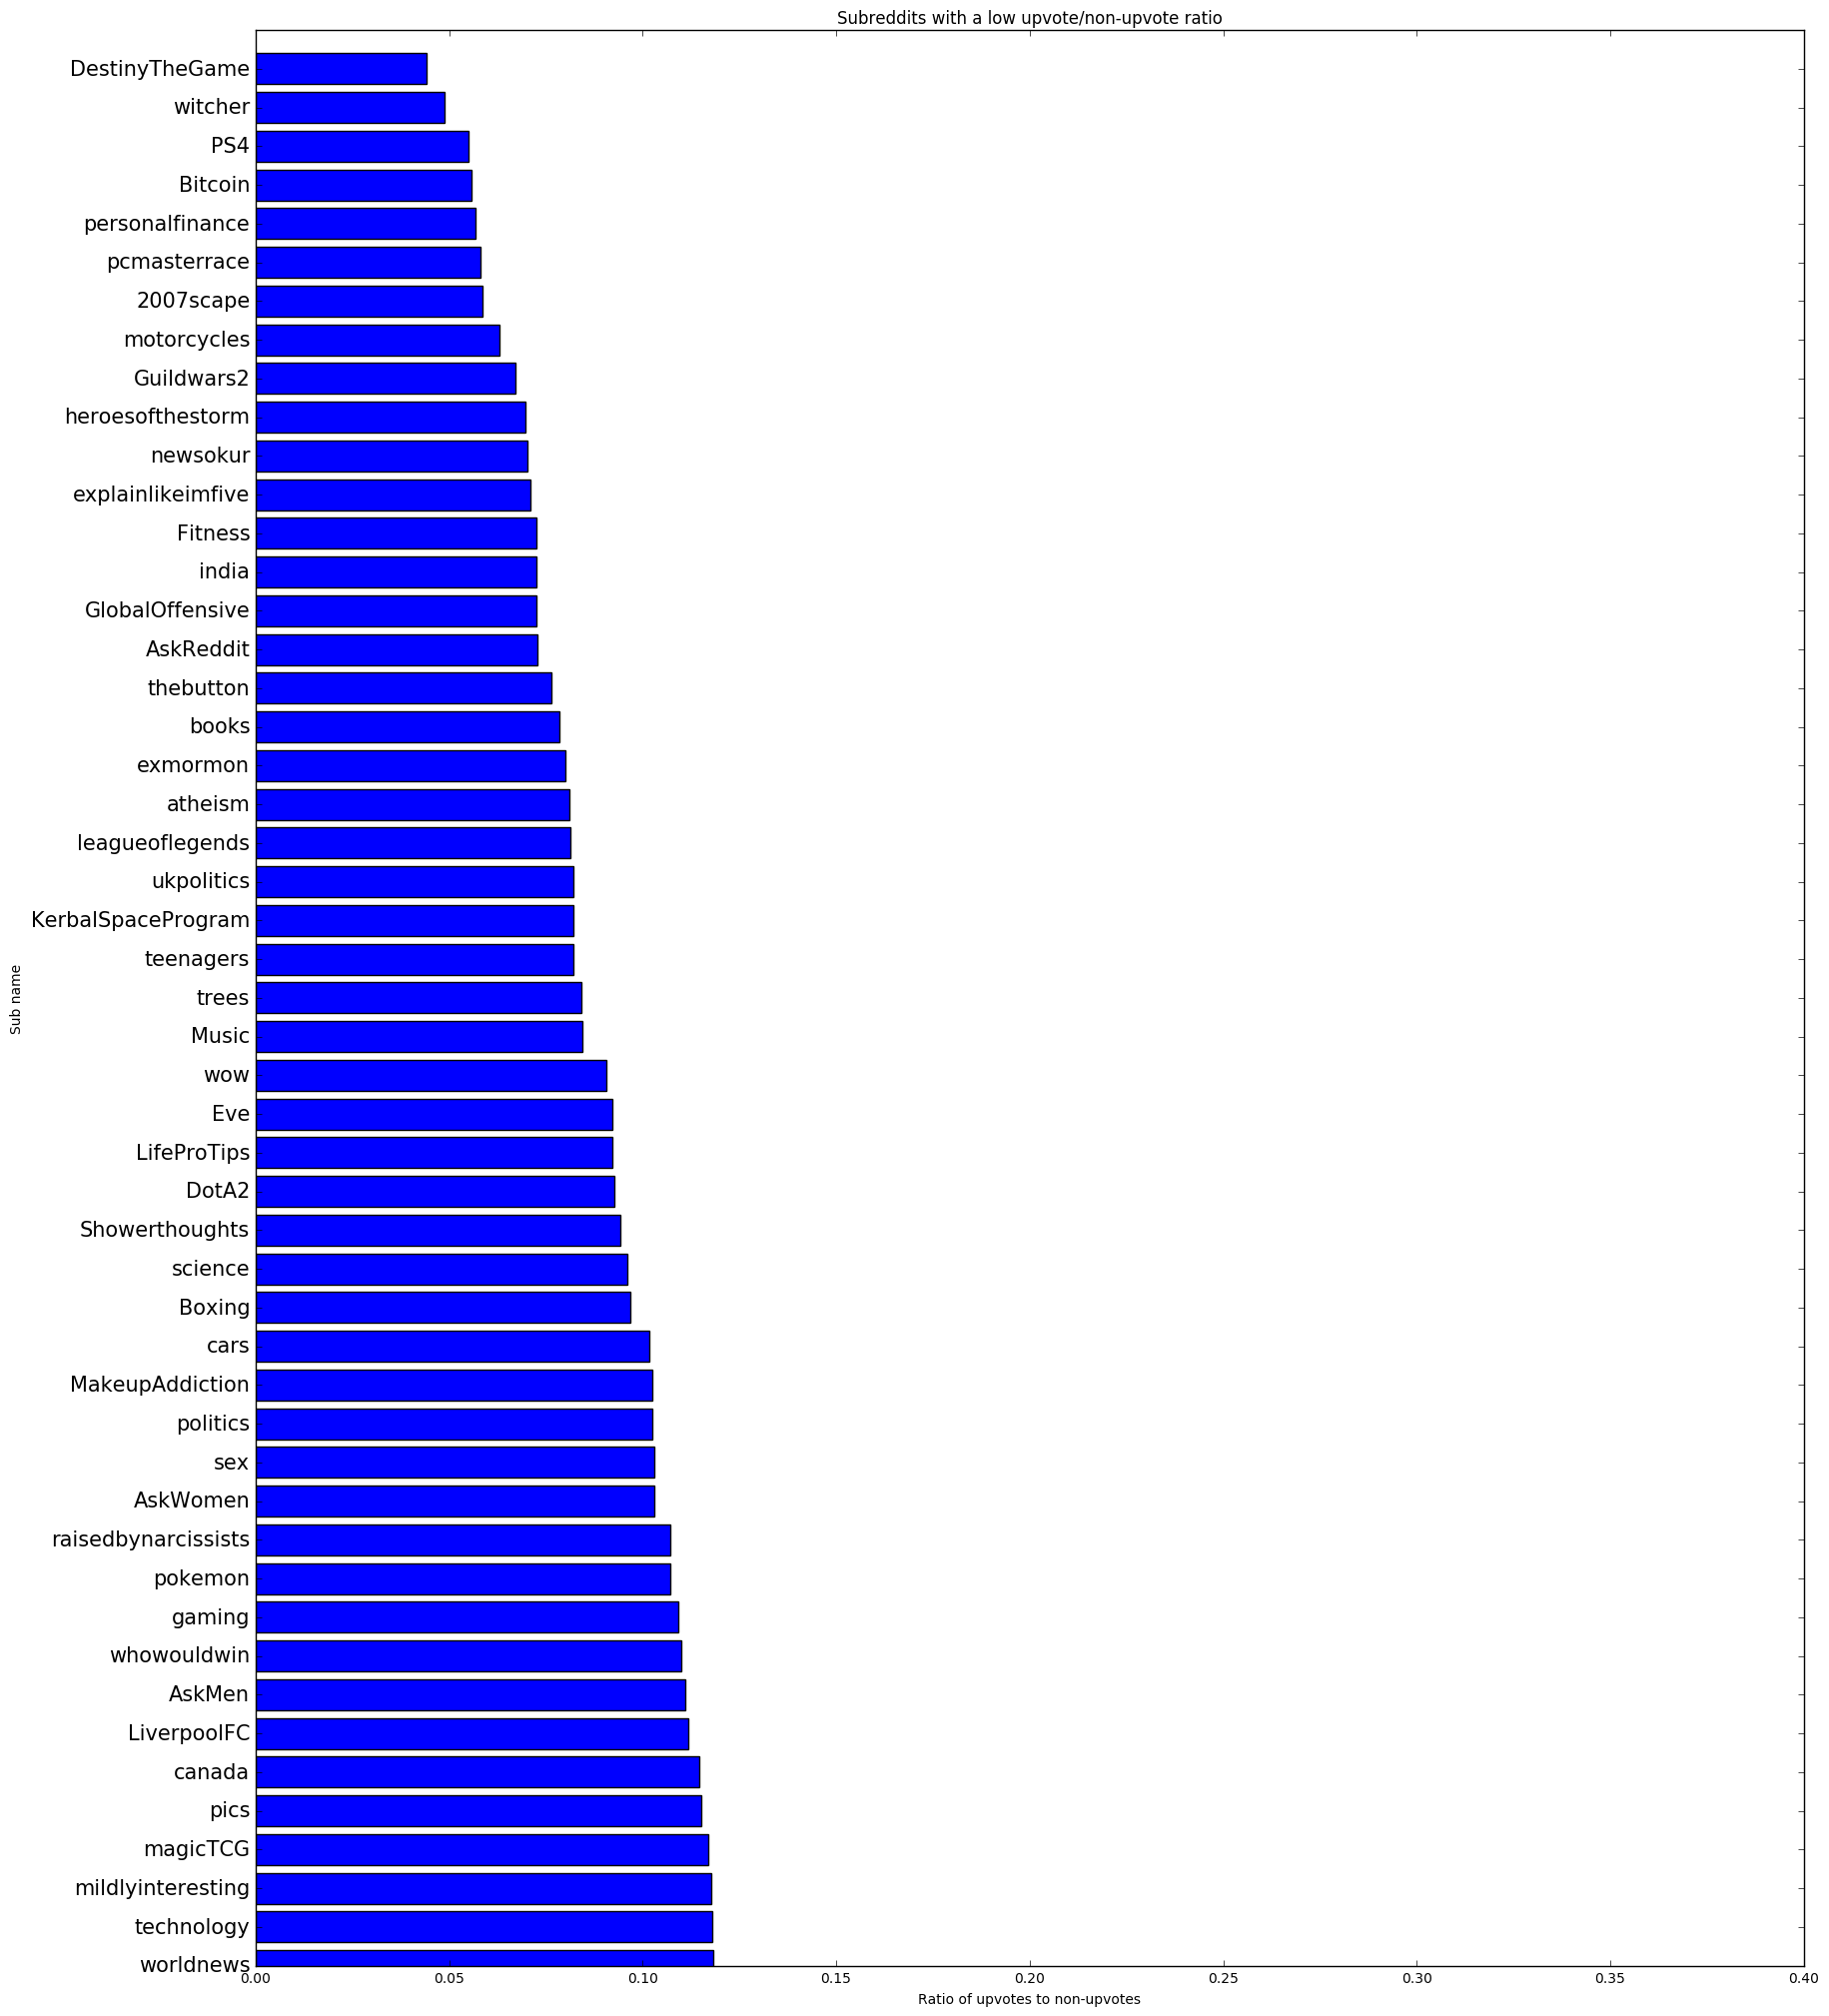 Subreddits with a low upvote/non-upvote ratio
DestinyTheGame
witcher
PS4
Bitcoin
personalfinance
pcmasterrace
2007scape
motorcycles
Guildwars2
heroesofthestorm
newsokur
explainlikeimfive
Fitness
india
GlobalOffensive
AskReddit
thebutton
books
exmormon
atheism
leagueoflegends
ukpolitics
KerbalSpaceProgram
teenagers
trees
Music
wow
Eve
LifeProTips
DotA2
Showerthoughts
science
Boxing
cars
MakeupAddiction
politics
sex
AskWomen
raisedbynarcissists
pokemon
gaming
whowouldwin
AskMen
LiverpoolFC
canada
pics
magicTCG
mildlyinteresting
technology
worldnews
Sub name
0.00 0.05 0.10 0.15 0.20 0.25 0.30 0.35 0.40
Ratio of upvotes to non-upvotes